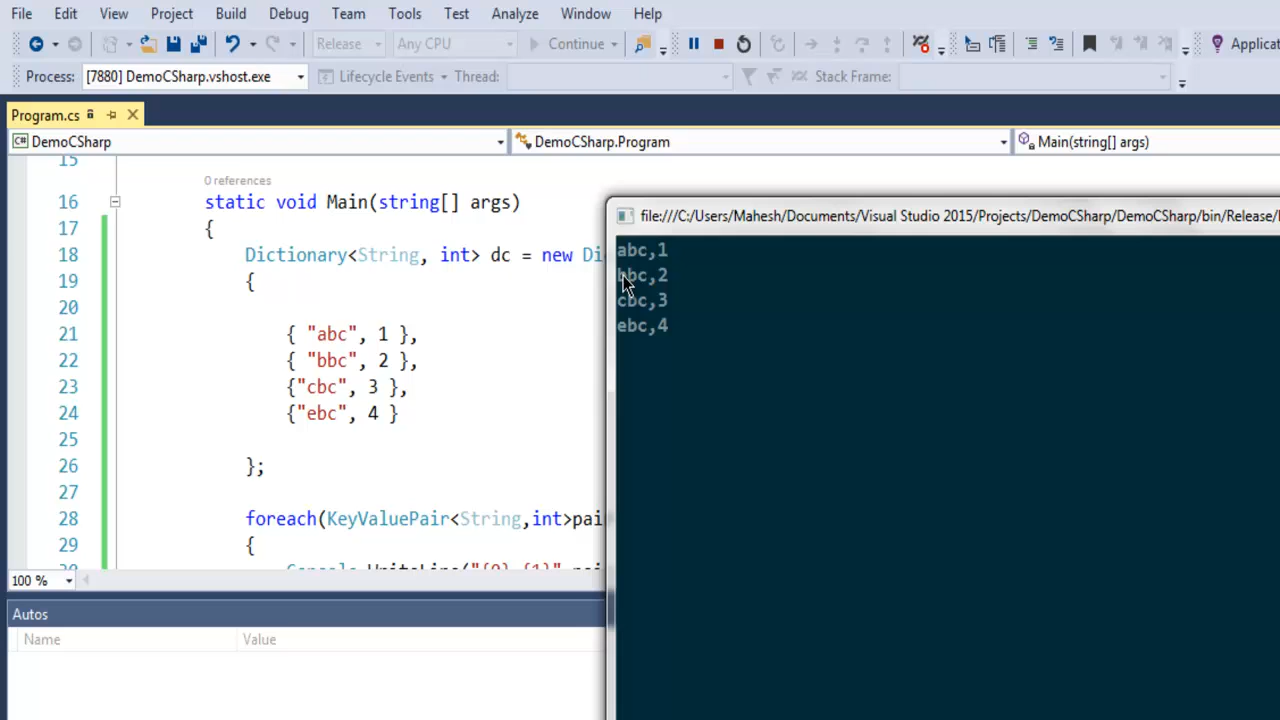 File Edit View Project Build Debug Team Tools Test Analyze Window Help
Release Any CPU Continue
Process: [7880] DemoCSharp.vshost.exe Lifecycle Events Thread: Stack Frame:
Program.cs
DemoCSharp DemoCSharp.Program Main(string[] args)
15
0 references
16 static void Main(string[] args)
17 {
18 Dictionary<String, int> dc = new
19 {
20
21 { "abc", 1 },
22 { "bbc", 2 },
23 {"cbc", 3 },
24 {"ebc", 4 }
25
26 };
27
28 foreach(KeyValuePair<String,int>pai
29 {
100 %
Autos
Name Value
file:///C:/Users/Mahesh/Documents/Visual Studio 2015/Projects/DemoCSharp/DemoCSharp/bin/Release/
abc,1
bbc,2
cbc,3
ebc,4